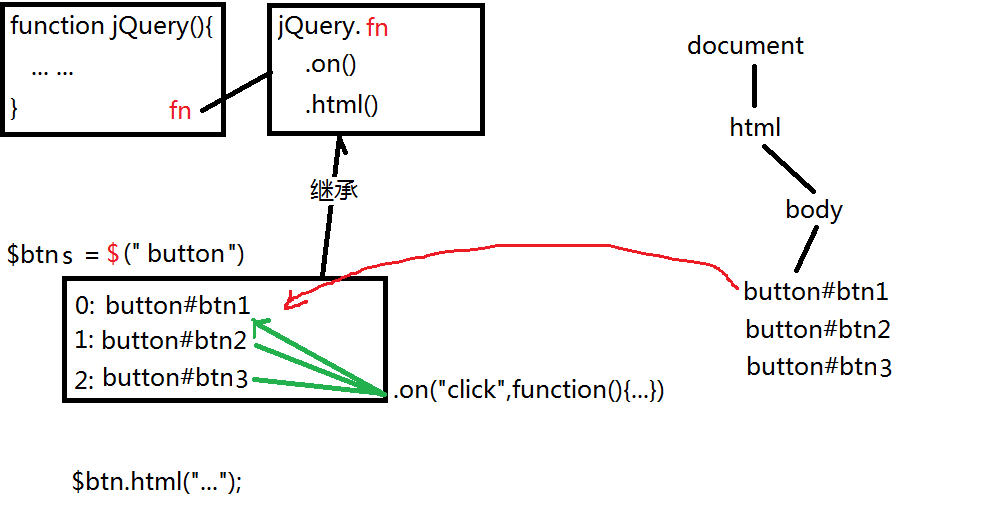 function jQuery(){
... ...
}
fn
jQuery. fn
.on()
.html()
继承
$btns = $(" button")
0: button#btn1
1: button#btn2
2: button#btn3
.on("click",function(){...})
$btn.html("...");
document
html
body
button#btn1
button#btn2
button#btn3